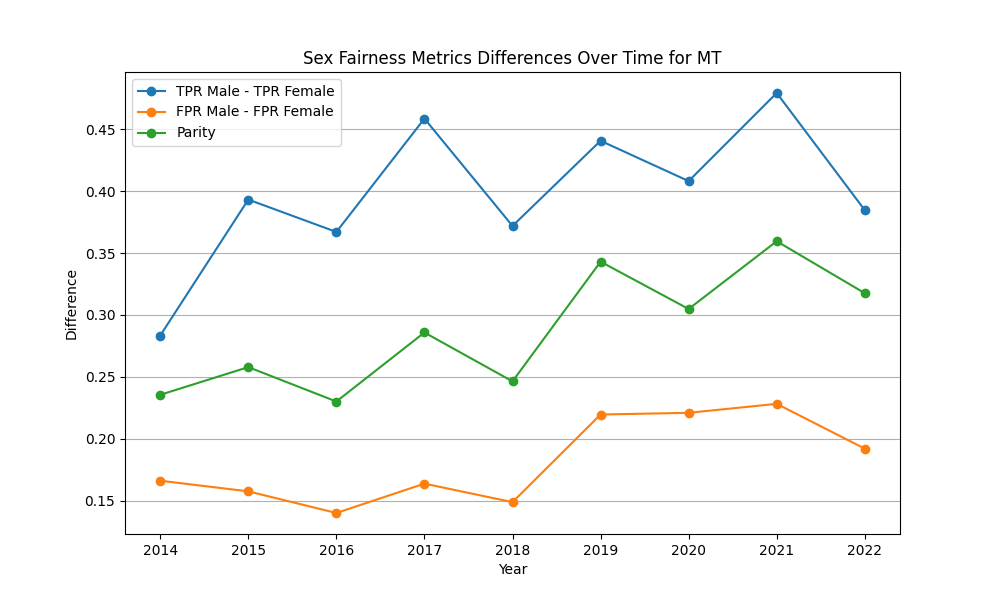 Sex Fairness Metrics Differences Over Time for MT
TPR Male - TPR Female
FPR Male - FPR Female
Parity
0.45
0.40
0.35
0.30
0.25
0.20
0.15
Difference
2014 2015 2016 2017 2018 2019 2020 2021 2022
Year